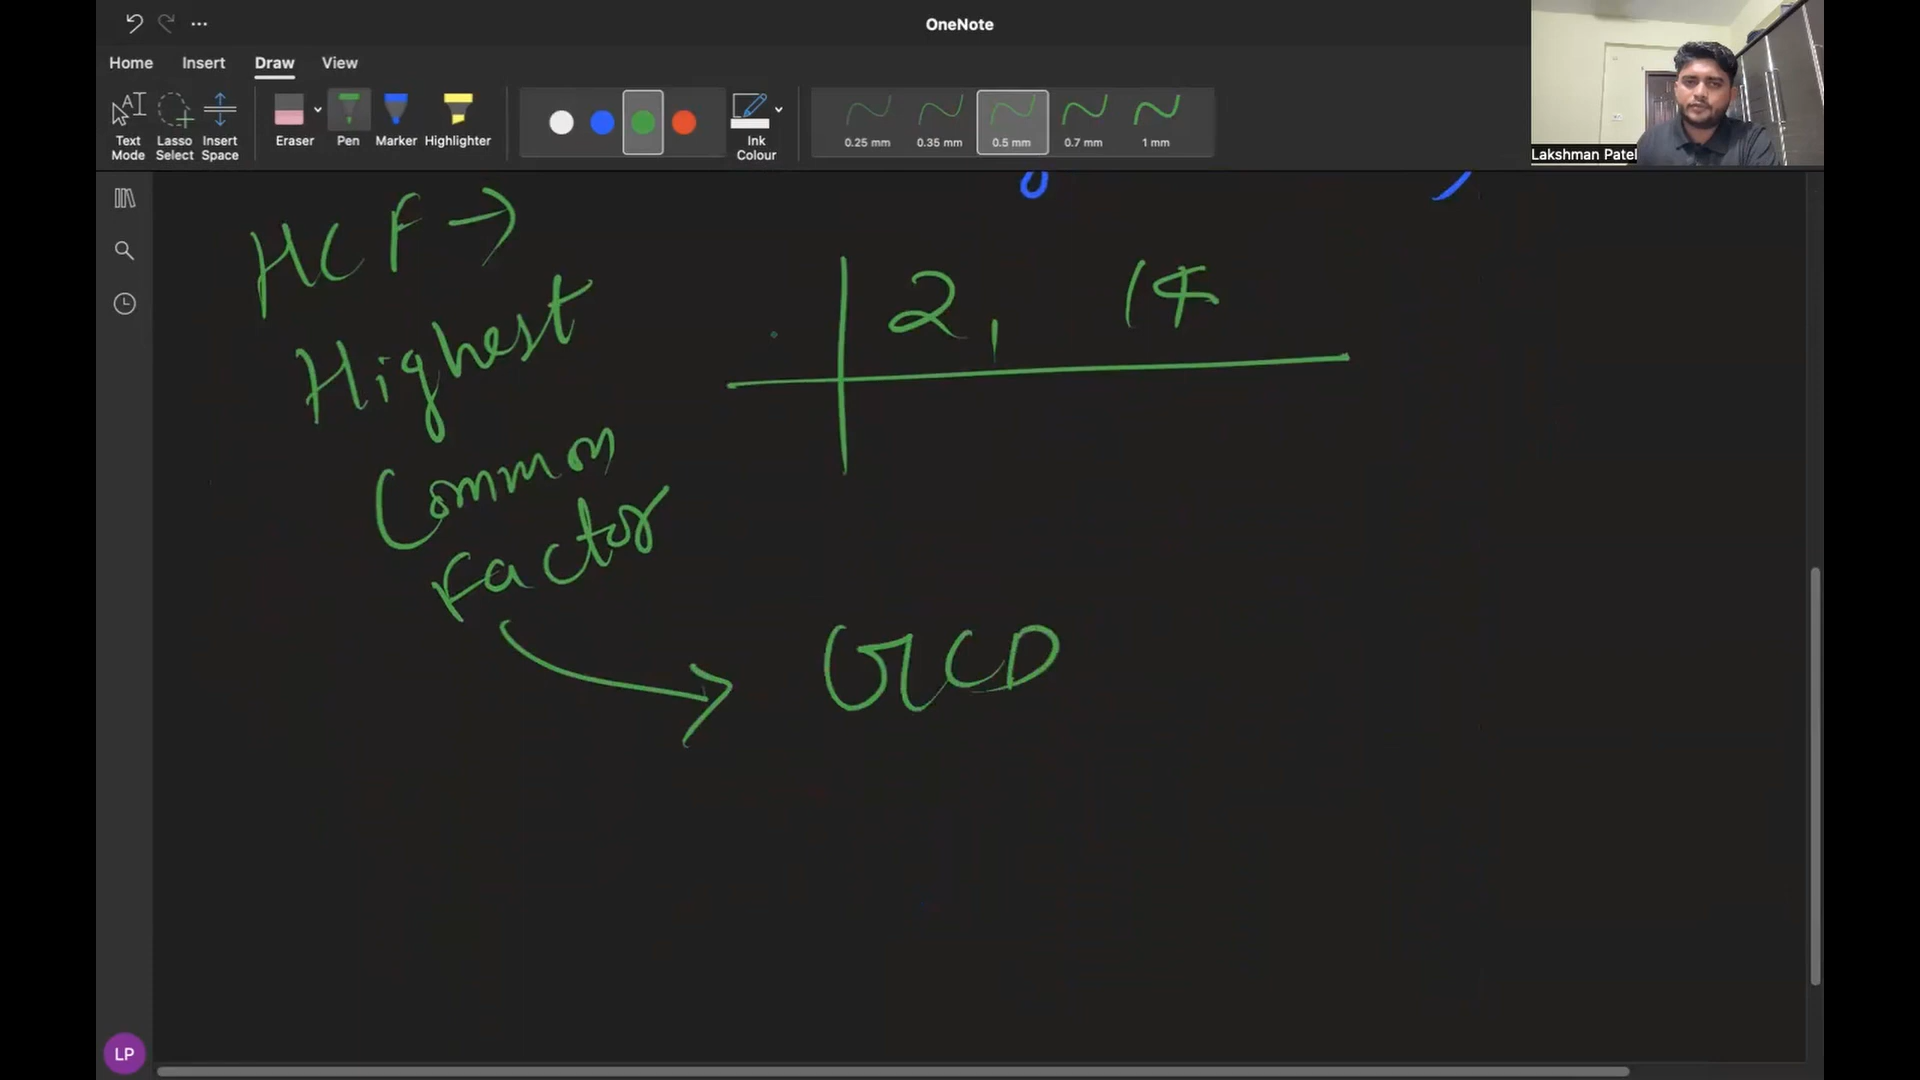 OneNote
Home Insert Draw View
Text Mode
Lasso Select
Insert Space
Eraser
Pen
Marker
Highlighter
Ink Colour
0.25 mm
0.35 mm
0.5 mm
0.7 mm
1 mm
Lakshman Patel
HCF →
2, 14
Highest
Common
Factor
GCD
LP